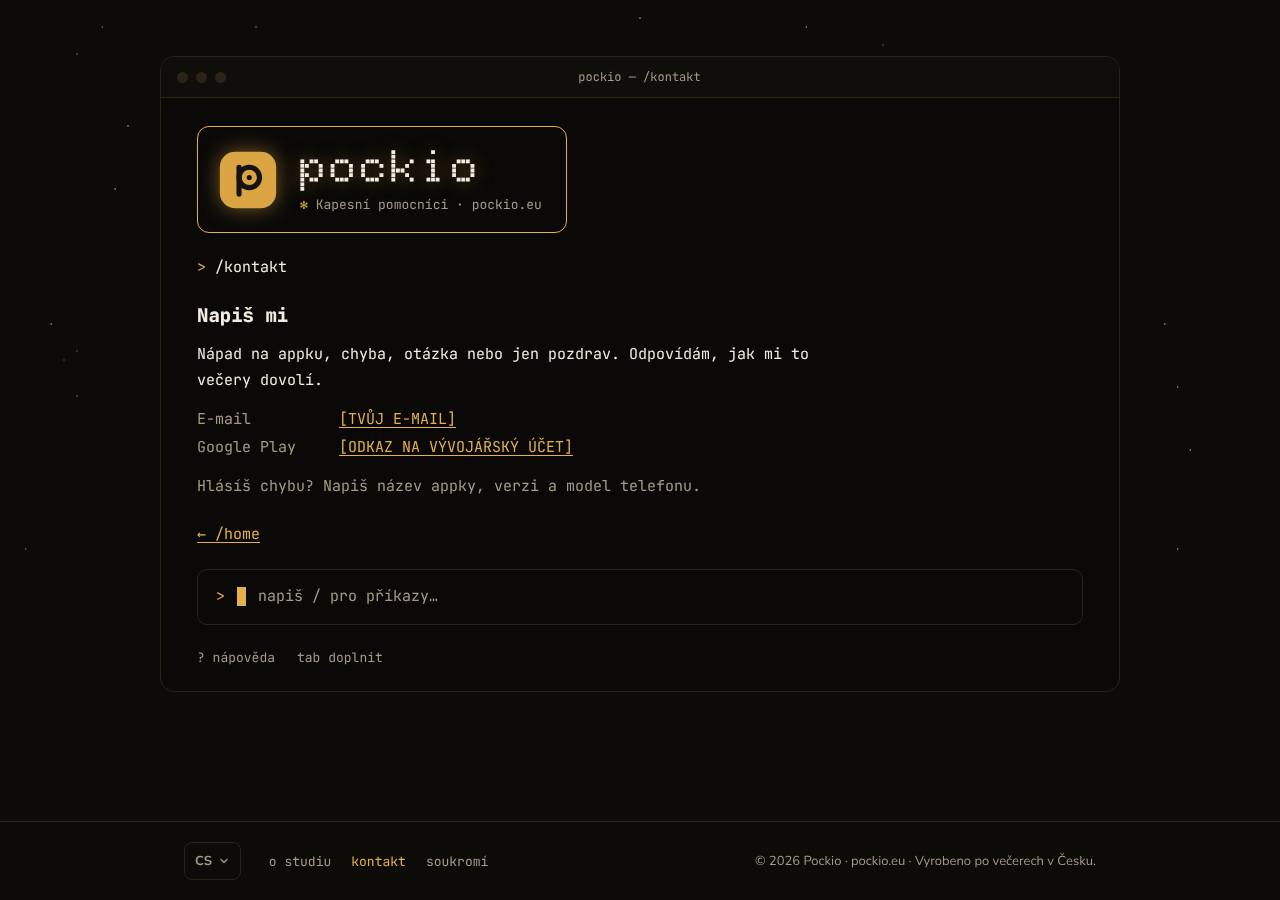 pockio — /kontakt
p
pockio
✻ Kapesní pomocníci · pockio.eu
> /kontakt
Napiš mi
Nápad na appku, chyba, otázka nebo jen pozdrav. Odpovídám, jak mi to
večery dovolí.
E-mail [TVŮJ E-MAIL]
Google Play [ODKAZ NA VÝVOJÁŘSKÝ ÚČET]
Hlásíš chybu? Napiš název appky, verzi a model telefonu.
← /home
> napiš / pro příkazy…
? nápověda tab doplnit
CS o studiu kontakt soukromí © 2026 Pockio · pockio.eu · Vyrobeno po večerech v Česku.